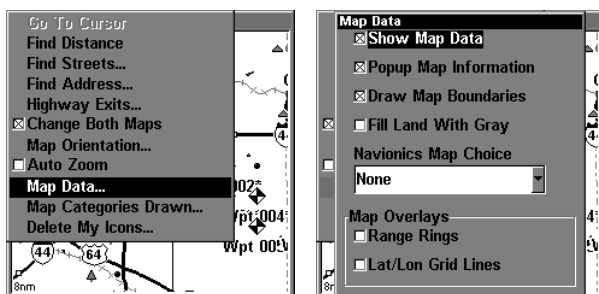 Go To Cursor
Find Distance
Find Streets...
Find Address...
Highway Exits...
Change Both Maps
Map Orientation...
Auto Zoom
Map Data...
Map Categories Drawn...
Delete My Icons...
002*
004
Wpt 005
44
64
8nm
Map Data
Show Map Data
Popup Map Information
Draw Map Boundaries
Fill Land With Gray
Navionics Map Choice
None
Map Overlays
Range Rings
Lat/Lon Grid Lines